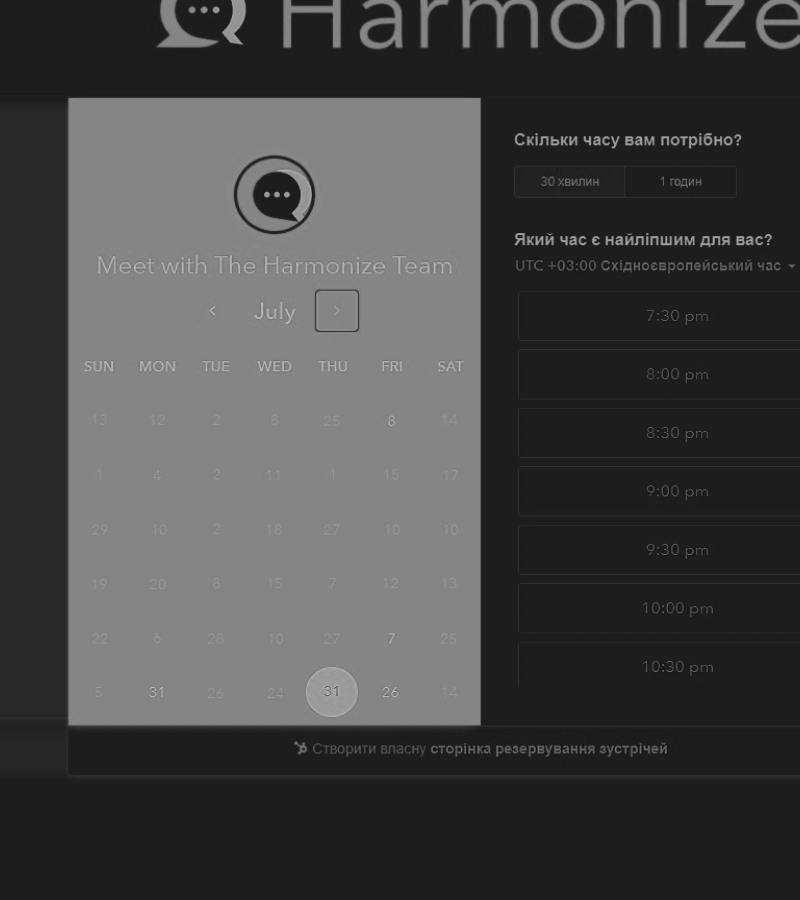 Harmonize
Meet with The Harmonize Team
July
SUN MON TUE WED THU FRI SAT
13 12 2 8 25 8 14
1 4 2 11 1 15 17
29 10 2 18 27 10 10
19 20 8 15 7 12 13
22 6 28 10 27 7 25
5 31 26 24 31 26 14
Скільки часу вам потрібно?
30 хвилин 1 годин
Який час є найліпшим для вас?
UTC +03:00 Східноєвропейський час
7:30 pm
8:00 pm
8:30 pm
9:00 pm
9:30 pm
10:00 pm
10:30 pm
Створити власну сторінка резервування зустрічей